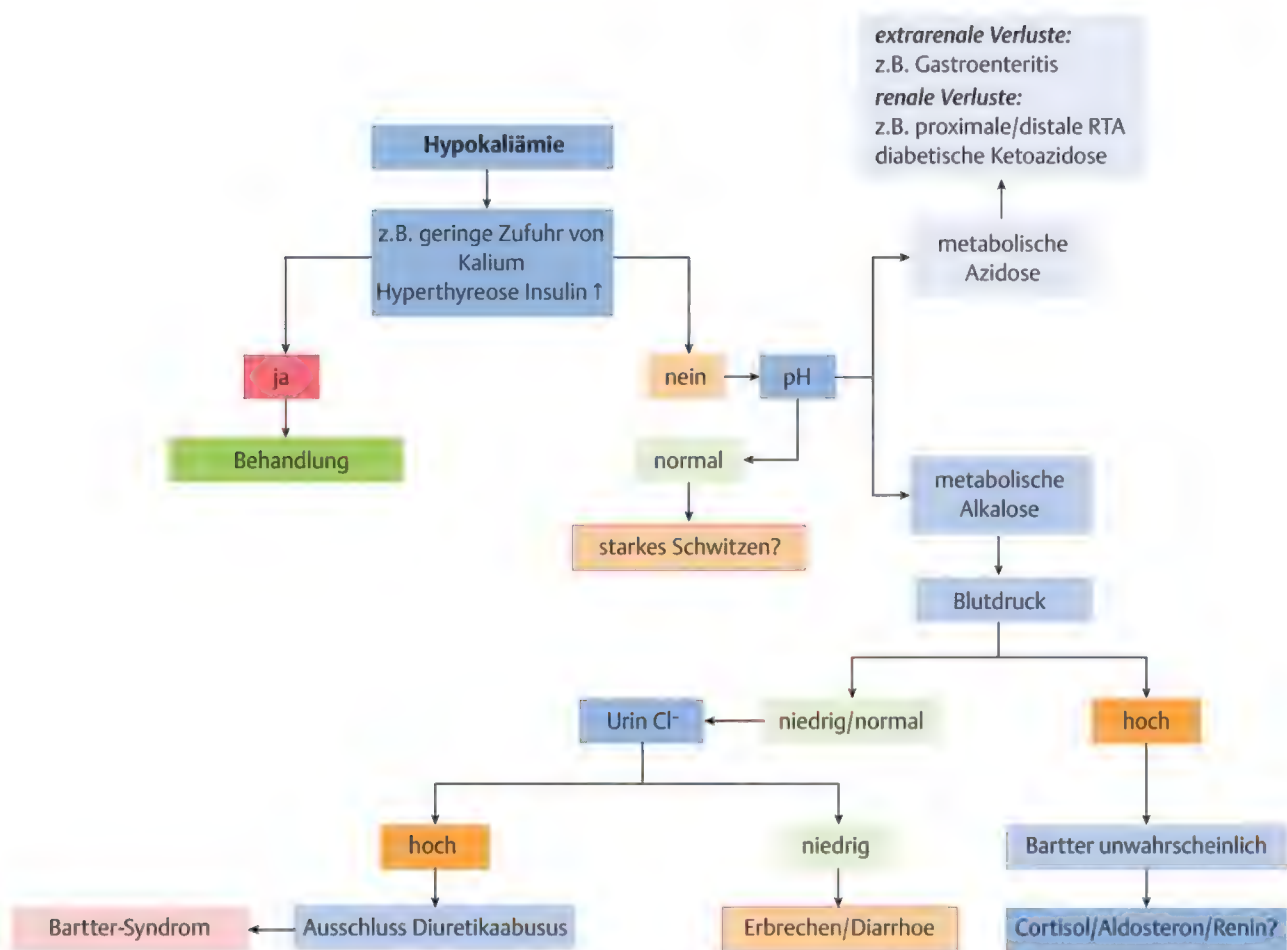 extrarenale Verluste:
z.B. Gastroenteritis
renale Verluste:
z.B. proximale/distale RTA
diabetische Ketoazidose
Hypokaliämie
z.B. geringe Zufuhr von
Kalium
Hyperthyreose Insulin ↑
metabolische
Azidose
ja
nein
pH
Behandlung
normal
metabolische
Alkalose
starkes Schwitzen?
Blutdruck
Urin Cl⁻
niedrig/normal
hoch
hoch
niedrig
Bartter unwahrscheinlich
Bartter-Syndrom
Ausschluss Diuretikaabusus
Erbrechen/Diarrhoe
Cortisol/Aldosteron/Renin?